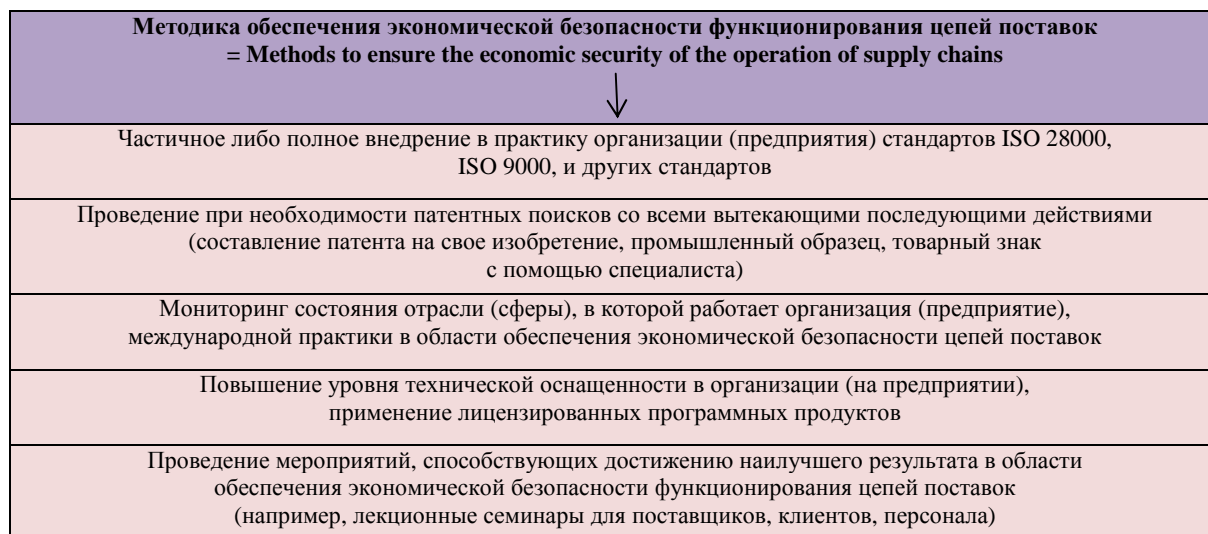 Методика обеспечения экономической безопасности функционирования цепей поставок
= Methods to ensure the economic security of the operation of supply chains
Частичное либо полное внедрение в практику организации (предприятия) стандартов ISO 28000,
ISO 9000, и других стандартов
Проведение при необходимости патентных поисков со всеми вытекающими последующими действиями
(составление патента на свое изобретение, промышленный образец, товарный знак
с помощью специалиста)
Мониторинг состояния отрасли (сферы), в которой работает организация (предприятие),
международной практики в области обеспечения экономической безопасности цепей поставок
Повышение уровня технической оснащенности в организации (на предприятии),
применение лицензированных программных продуктов
Проведение мероприятий, способствующих достижению наилучшего результата в области
обеспечения экономической безопасности функционирования цепей поставок
(например, лекционные семинары для поставщиков, клиентов, персонала)